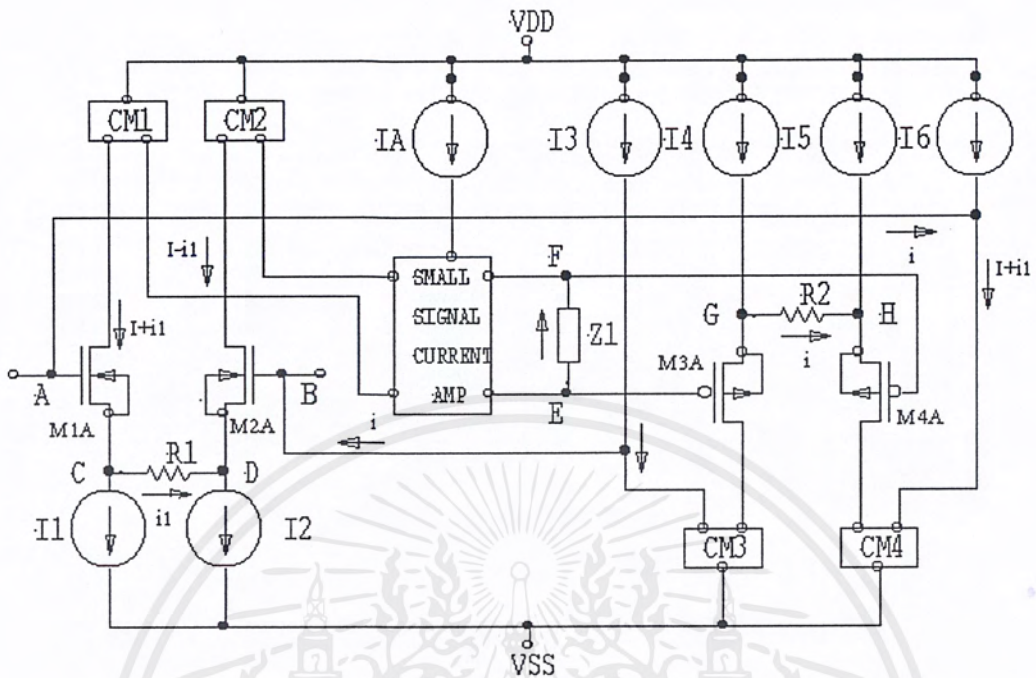 VDD
CM1
CM2
IA
I3
I4
I5
I6
I-i1
I+i1
A
B
M1A
M2A
C
R1
D
i1
I1
I2
SMALL
SIGNAL
CURRENT
AMP
F
Z1
E
i
G
R2
H
i
M3A
M4A
i
I+i1
CM3
CM4
VSS